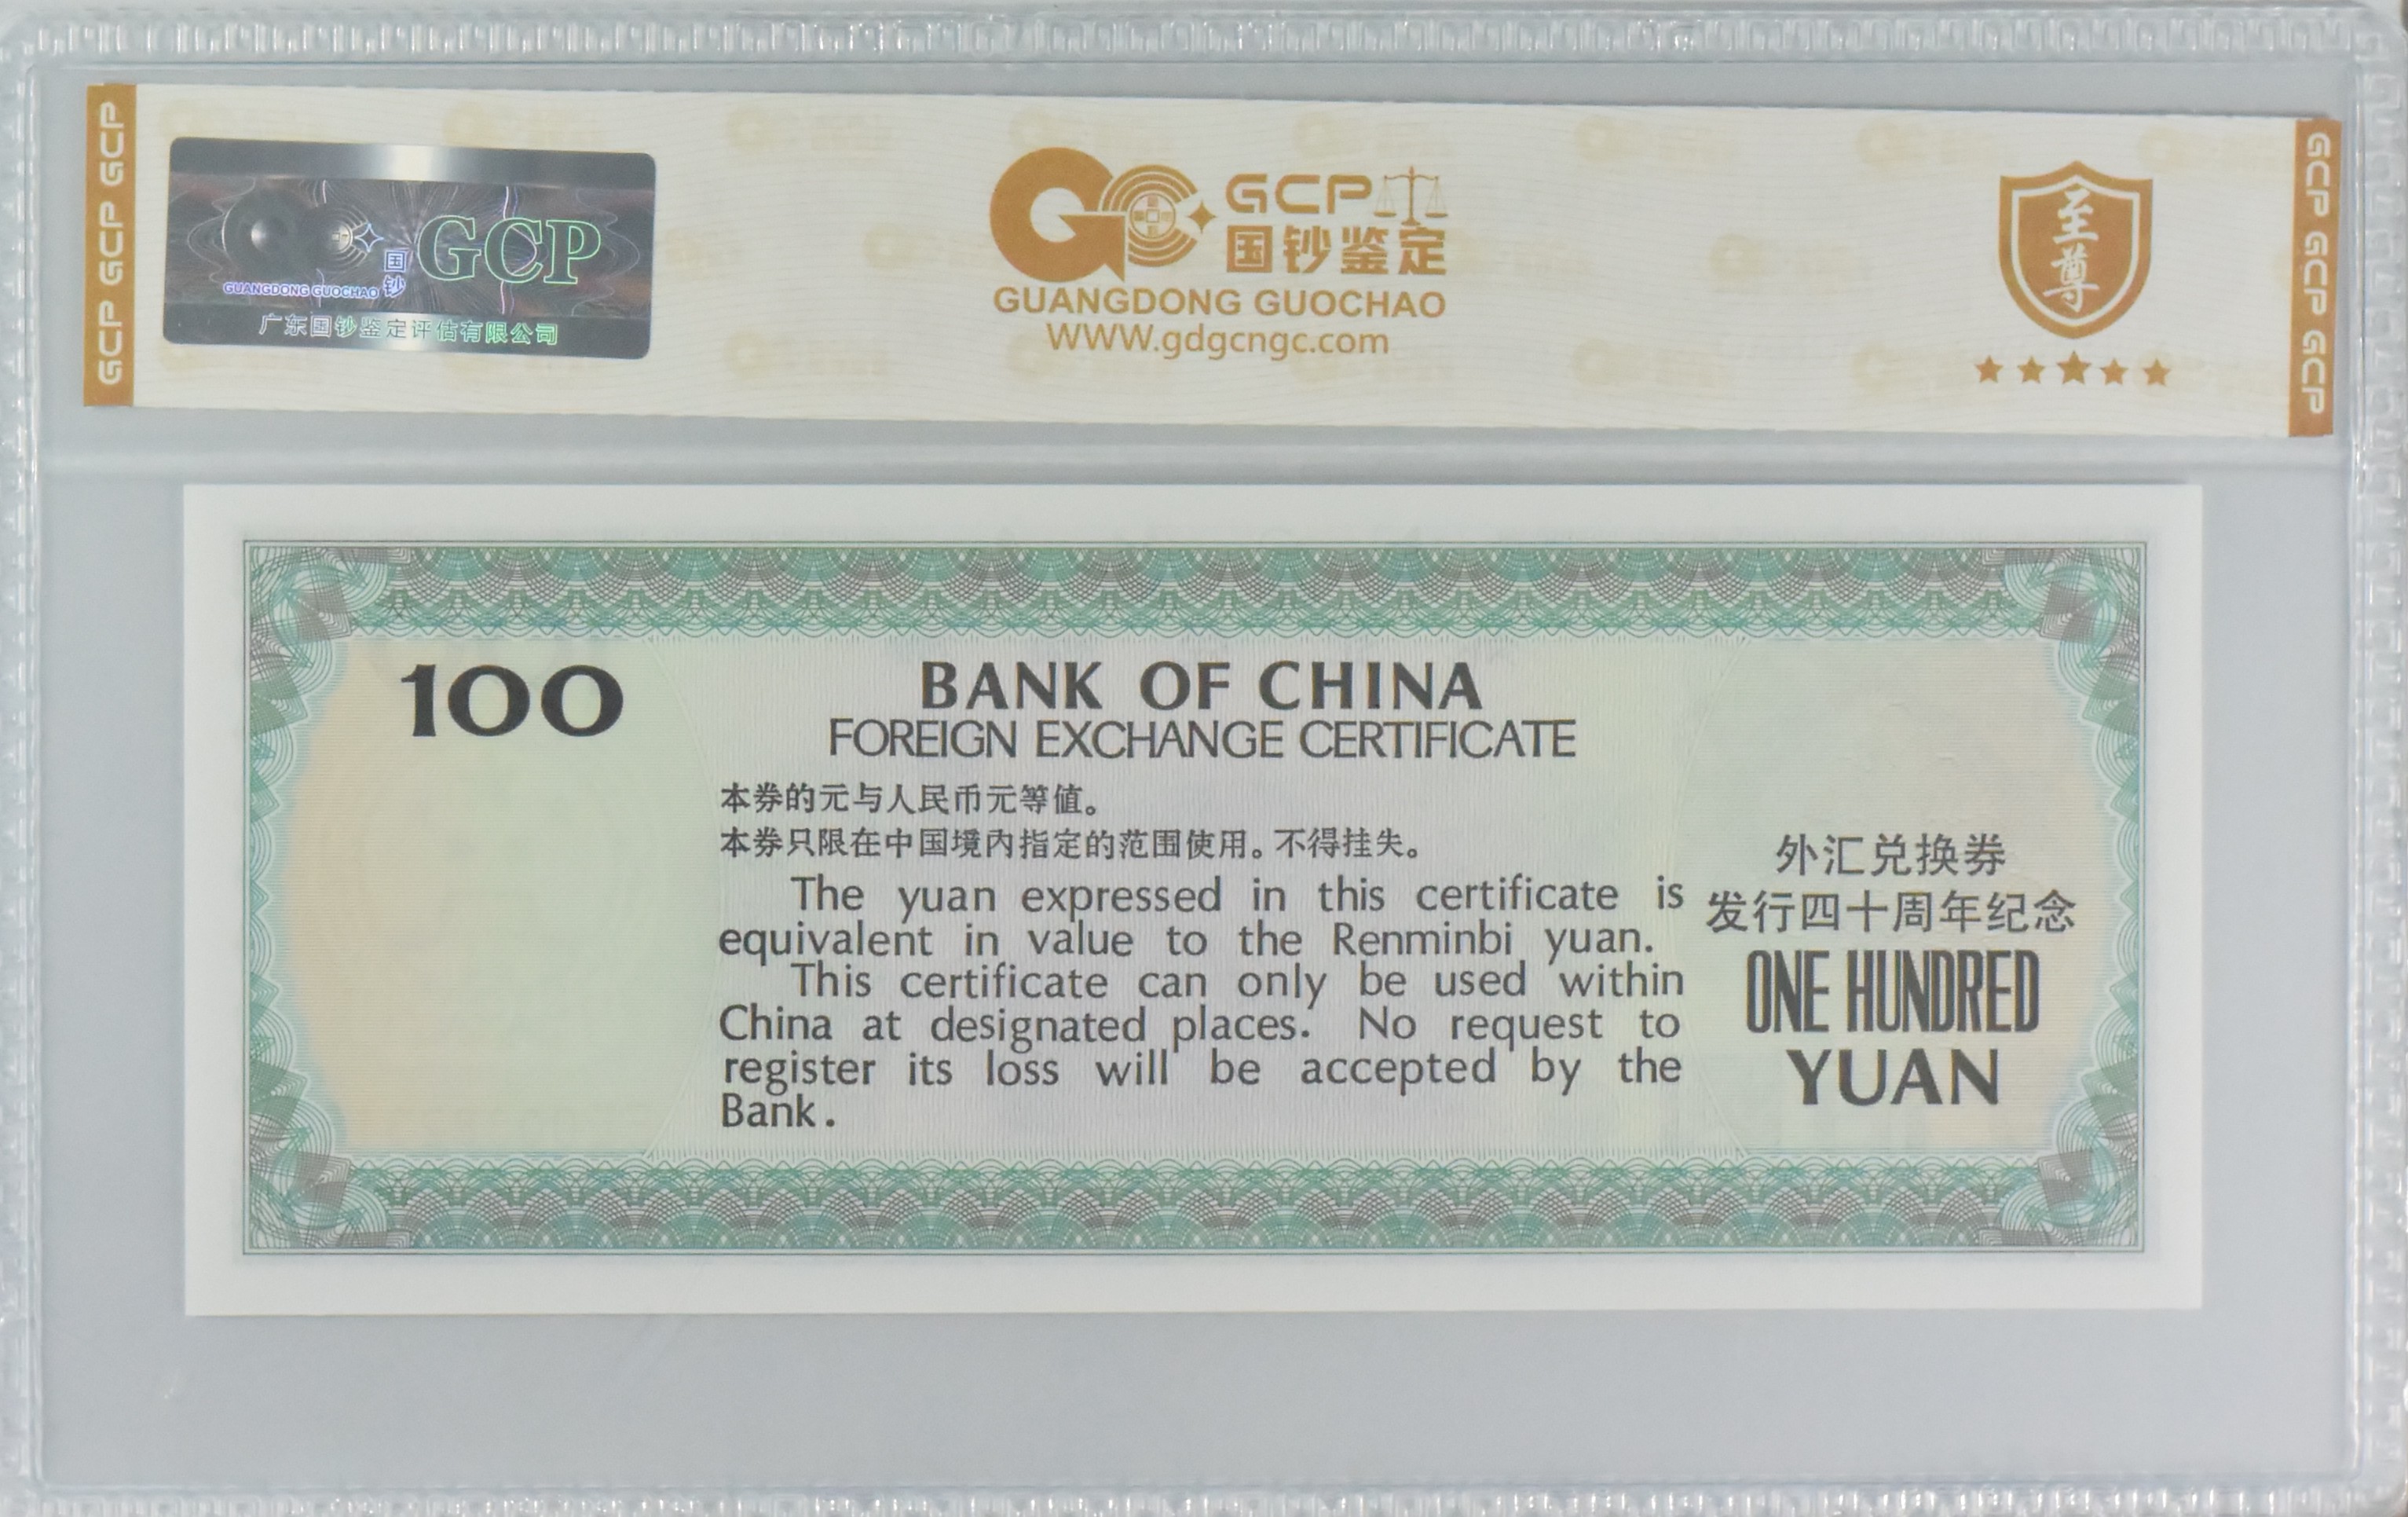 GCP GCP GCP
国
钞
GCP
GUANGDONG GUOCHAO
广东国钞鉴定评估有限公司
GCP
国钞鉴定
GUANGDONG GUOCHAO
WWW.gdgcngc.com
至
尊
GCP GCP GCP
100
BANK OF CHINA
FOREIGN EXCHANGE CERTIFICATE
本券的元与人民币元等值。
本券只限在中国境内指定的范围使用。不得挂失。
The yuan expressed in this certificate is
equivalent in value to the Renminbi yuan.
This certificate can only be used within
China at designated places. No request to
register its loss will be accepted by the
Bank.
外汇兑换券
发行四十周年纪念
ONE HUNDRED
YUAN